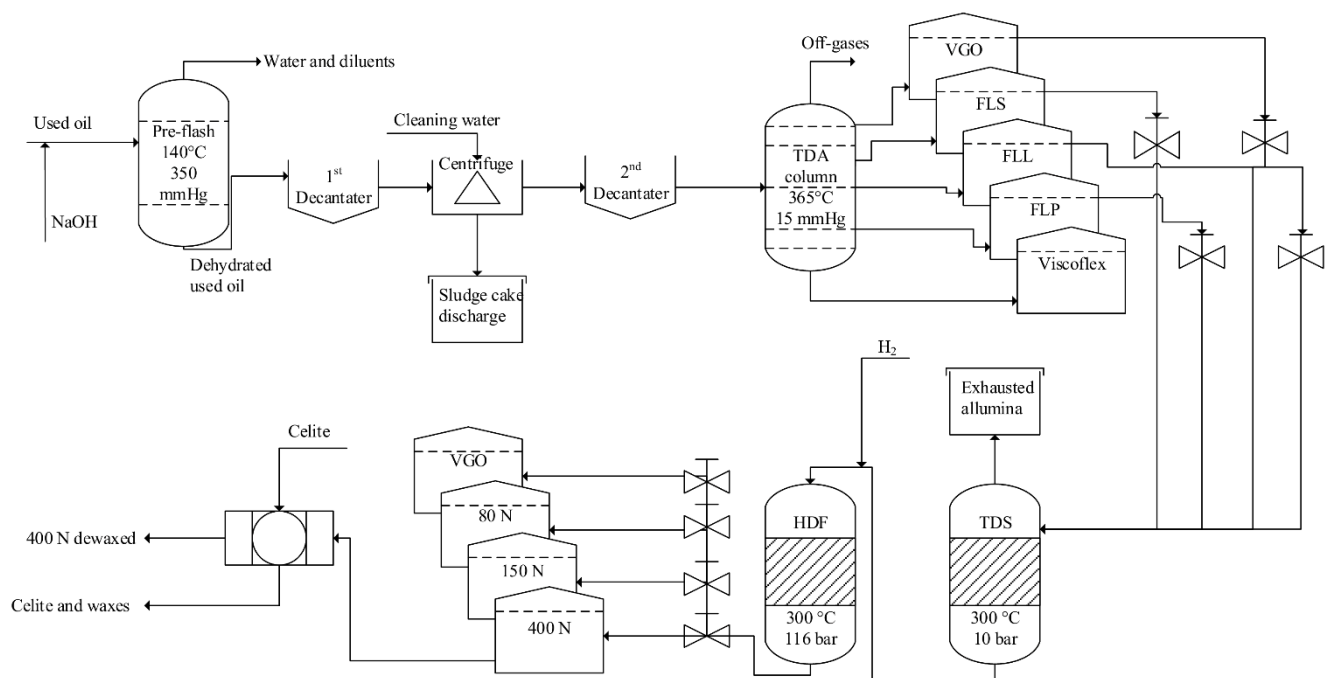 Water and diluents
Used oil
NaOH
Pre-flash
140°C
350
mmHg
Dehydrated
used oil
1st
Decantater
Cleaning water
Centrifuge
Sludge cake
discharge
2nd
Decantater
Off-gases
TDA
column
365°C
15 mmHg
VGO
FLS
FLL
FLP
Viscoflex
H₂
Exhausted
allumina
HDF
300 °C
116 bar
TDS
300 °C
10 bar
VGO
80 N
150 N
400 N
Celite
400 N dewaxed
Celite and waxes